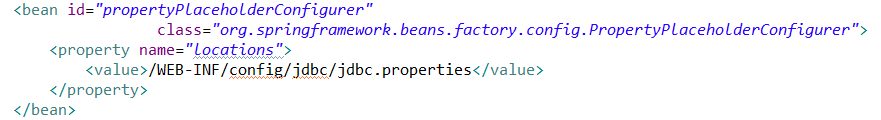 <bean id="propertyPlaceholderConfigurer"
class="org.springframework.beans.factory.config.PropertyPlaceholderConfigurer">
<property name="locations">
<value>/WEB-INF/config/jdbc/jdbc.properties</value>
</property>
</bean>